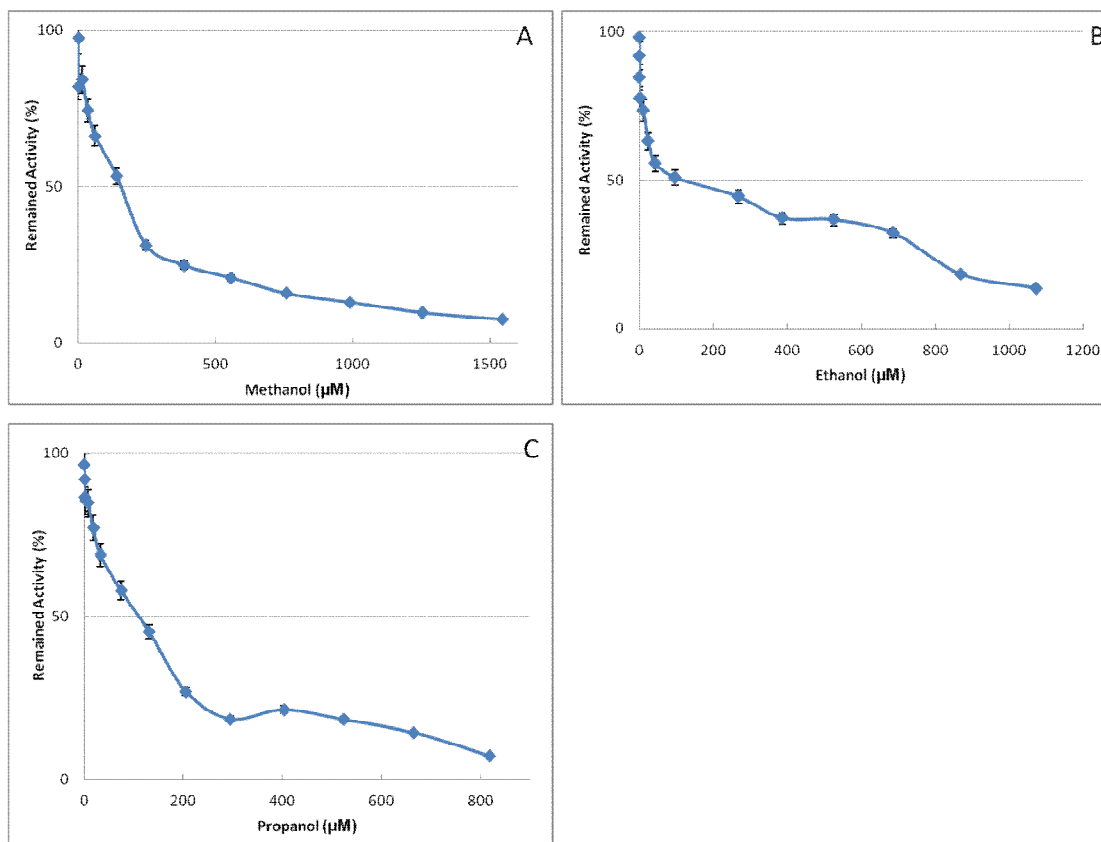 A
100
50
0
Remained Activity (%)
0 500 1000 1500
Methanol (µM)
B
100
50
0
Remained Activity (%)
0 200 400 600 800 1000 1200
Ethanol (µM)
C
100
50
0
Remained Activity (%)
0 200 400 600 800
Propanol (µM)